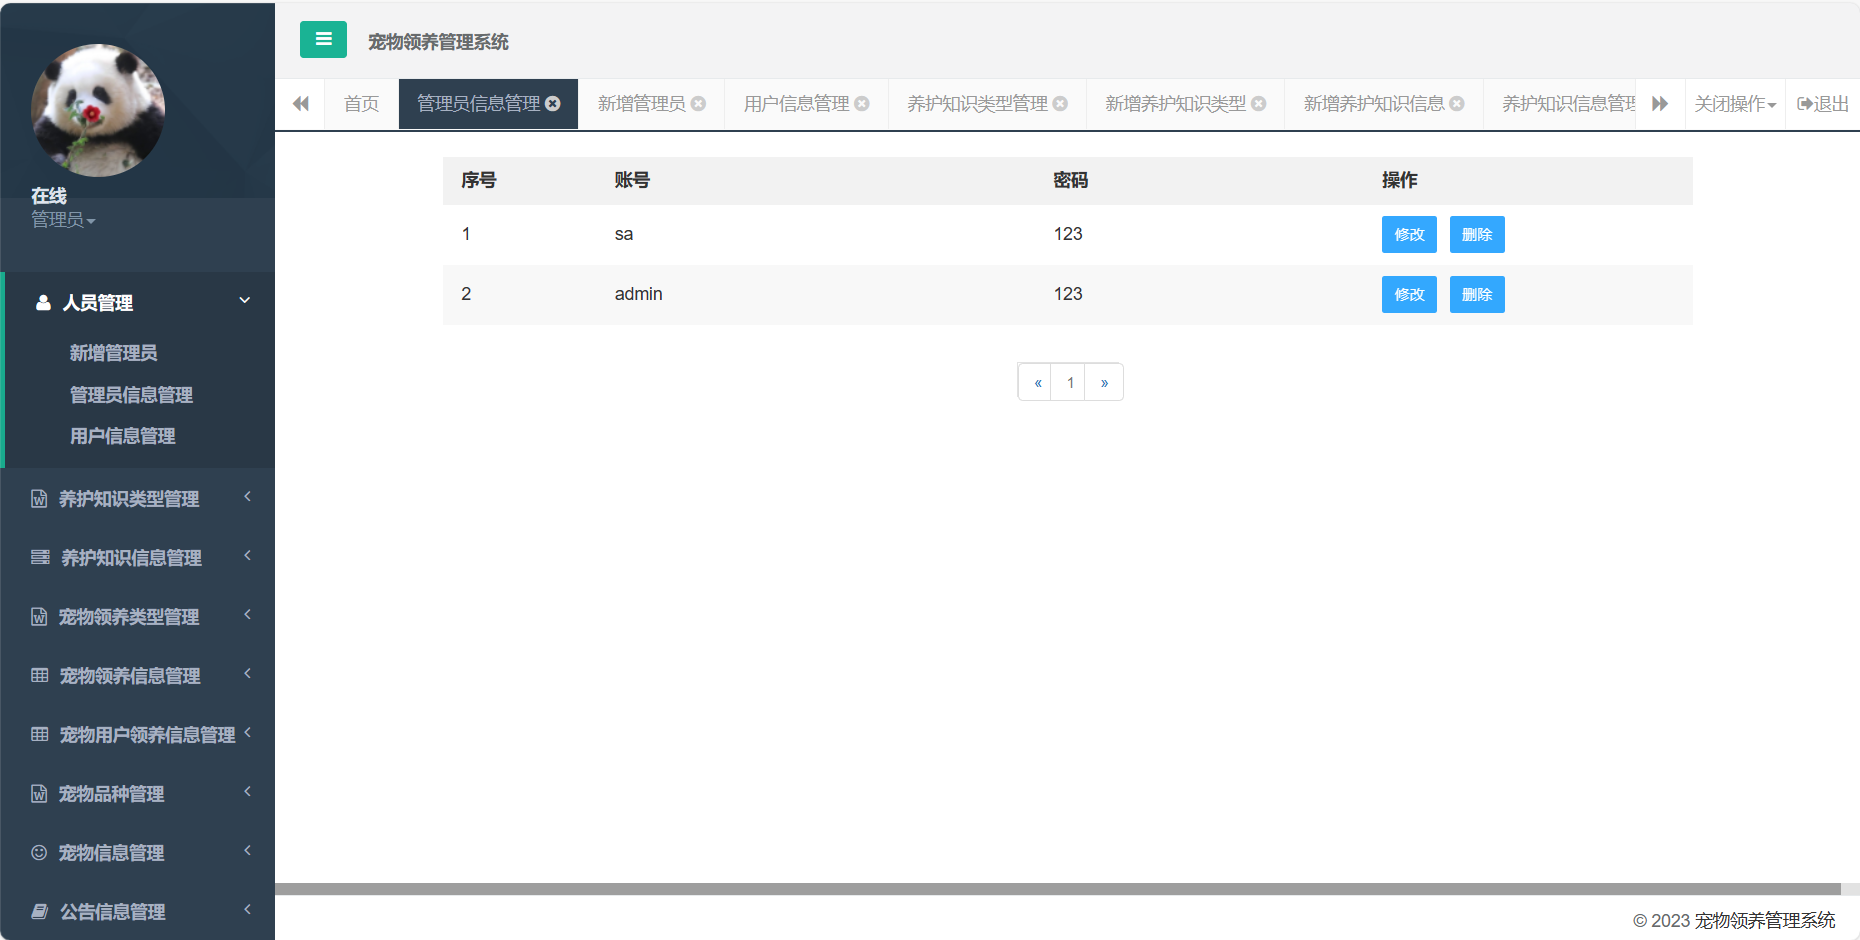 在线
管理员
人员管理
新增管理员
管理员信息管理
用户信息管理
养护知识类型管理
养护知识信息管理
宠物领养类型管理
宠物领养信息管理
宠物用户领养信息管理
宠物品种管理
宠物信息管理
公告信息管理
宠物领养管理系统
首页 管理员信息管理 新增管理员 用户信息管理 养护知识类型管理 新增养护知识类型 新增养护知识信息 养护知识信息管理 关闭操作 退出
序号 账号 密码 操作
1 sa 123 修改 删除
2 admin 123 修改 删除
« 1 »
© 2023 宠物领养管理系统